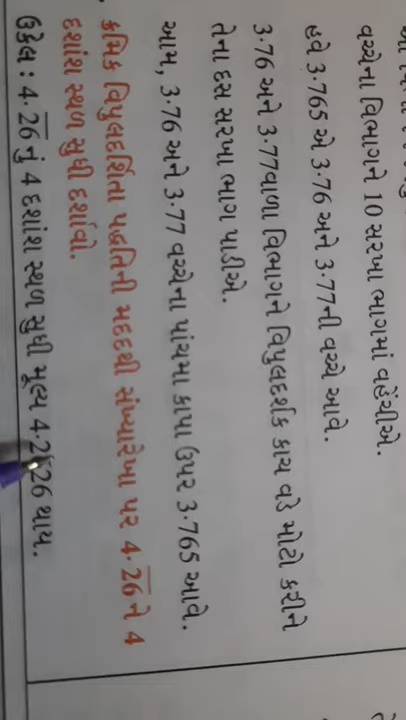 વચ્ચેના વિભાગને 10 સરખા ભાગમાં વહેંચીએ.
હવે 3·765 એ 3·76 અને 3·77ની વચ્ચે આવે.
3·76 અને 3·77વાળા વિભાગને વિપુલદર્શક કાચ વડે મોટો કરીને
તેના દસ સરખા ભાગ પાડીએ.
આમ, 3·76 અને 3·77 વચ્ચેના પાંચમા કાપા ઉપર 3·765 આવે.
ક્રમિક વિપુલદર્શિતા પદ્ધતિની મદદથી સંખ્યારેખા પર 4·2̅6̅ને 4
દશાંશ સ્થળ સુધી દર્શાવો.
ઉકેલ : 4·2̅6̅નું 4 દશાંશ સ્થળ સુધી મૂલ્ય 4·2626 થાય.